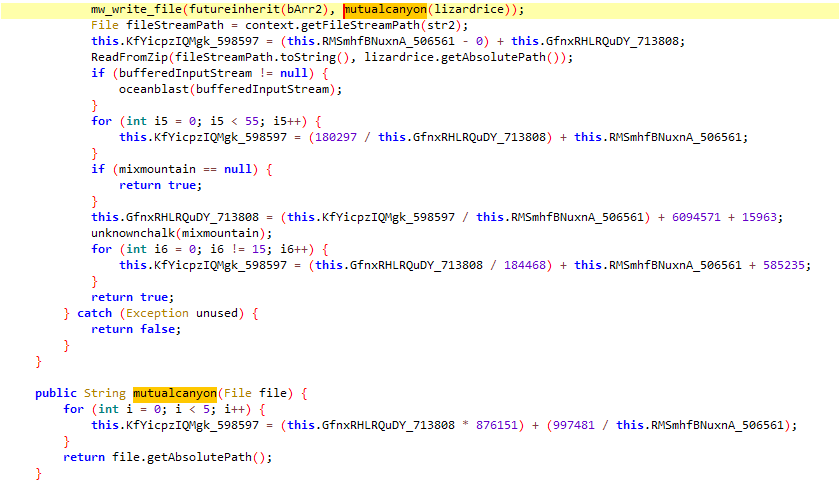 mw_write_file(futureinherit(bArr2), mutualcanyon(lizardrice));
File fileStreamPath = context.getFileStreamPath(str2);
this.KfYicpzIQMgk_598597 = (this.RMSmhfBNuxnA_506561 - 0) + this.GfnxRHLRQuDY_713808;
ReadFromZip(fileStreamPath.toString(), lizardrice.getAbsolutePath());
if (bufferedInputStream != null) {
oceanblast(bufferedInputStream);
}
for (int i5 = 0; i5 < 55; i5++) {
this.KfYicpzIQMgk_598597 = (180297 / this.GfnxRHLRQuDY_713808) + this.RMSmhfBNuxnA_506561;
}
if (mixmountain == null) {
return true;
}
this.GfnxRHLRQuDY_713808 = (this.KfYicpzIQMgk_598597 / this.RMSmhfBNuxnA_506561) + 6094571 + 15963;
unknownchalk(mixmountain);
for (int i6 = 0; i6 != 15; i6++) {
this.KfYicpzIQMgk_598597 = (this.GfnxRHLRQuDY_713808 / 184468) + this.RMSmhfBNuxnA_506561 + 585235;
}
return true;
} catch (Exception unused) {
return false;
}
}
public String mutualcanyon(File file) {
for (int i = 0; i < 5; i++) {
this.KfYicpzIQMgk_598597 = (this.GfnxRHLRQuDY_713808 * 876151) + (997481 / this.RMSmhfBNuxnA_506561);
}
return file.getAbsolutePath();
}